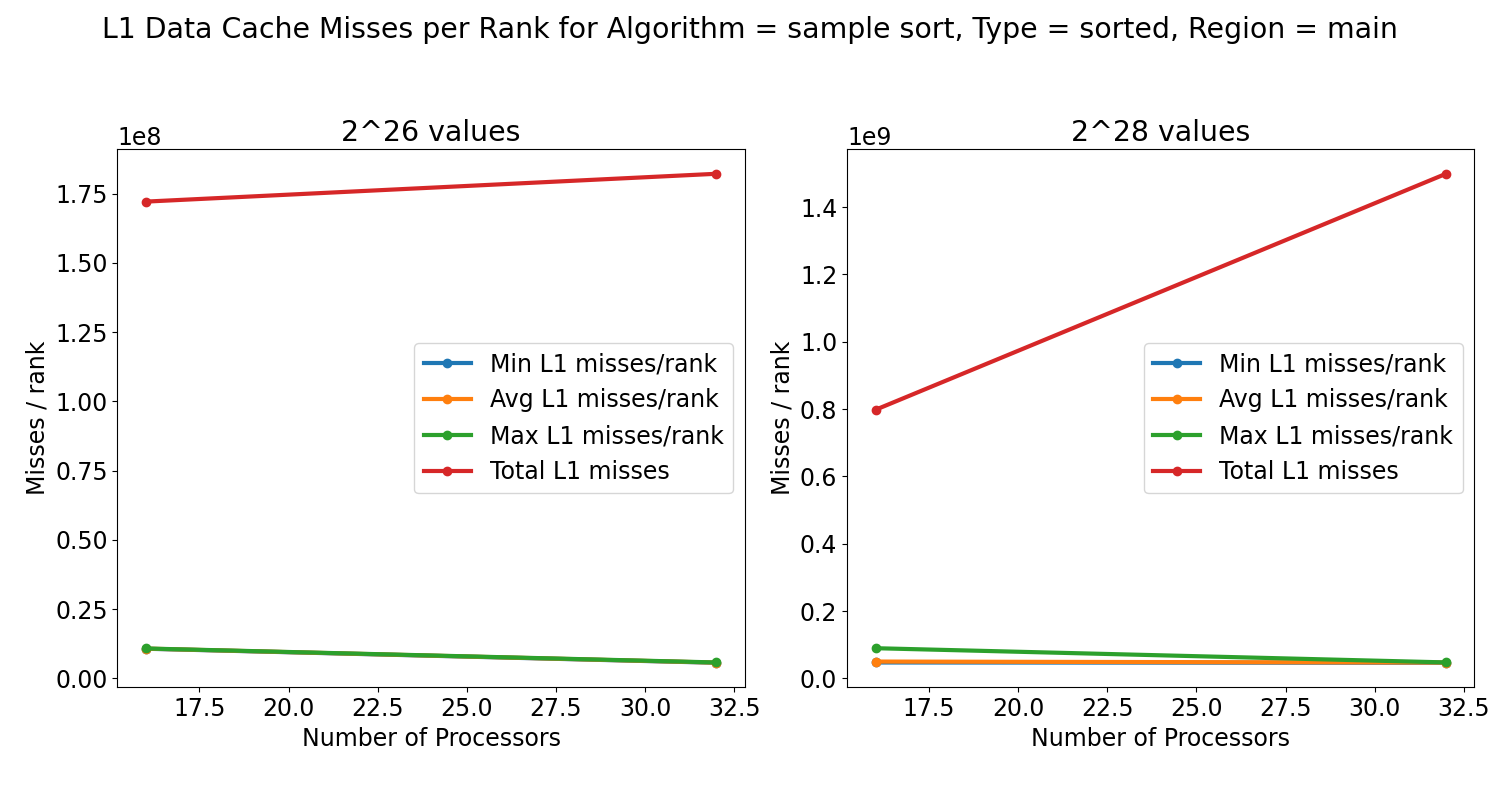 L1 Data Cache Misses per Rank for Algorithm = sample sort, Type = sorted, Region = main
2^26 values
1e8
1.75
1.50
1.25
1.00
0.75
0.50
0.25
0.00
Misses / rank
Min L1 misses/rank
Avg L1 misses/rank
Max L1 misses/rank
Total L1 misses
17.5 20.0 22.5 25.0 27.5 30.0 32.5
Number of Processors
2^28 values
1e9
1.4
1.2
1.0
0.8
0.6
0.4
0.2
0.0
Misses / rank
Min L1 misses/rank
Avg L1 misses/rank
Max L1 misses/rank
Total L1 misses
17.5 20.0 22.5 25.0 27.5 30.0 32.5
Number of Processors